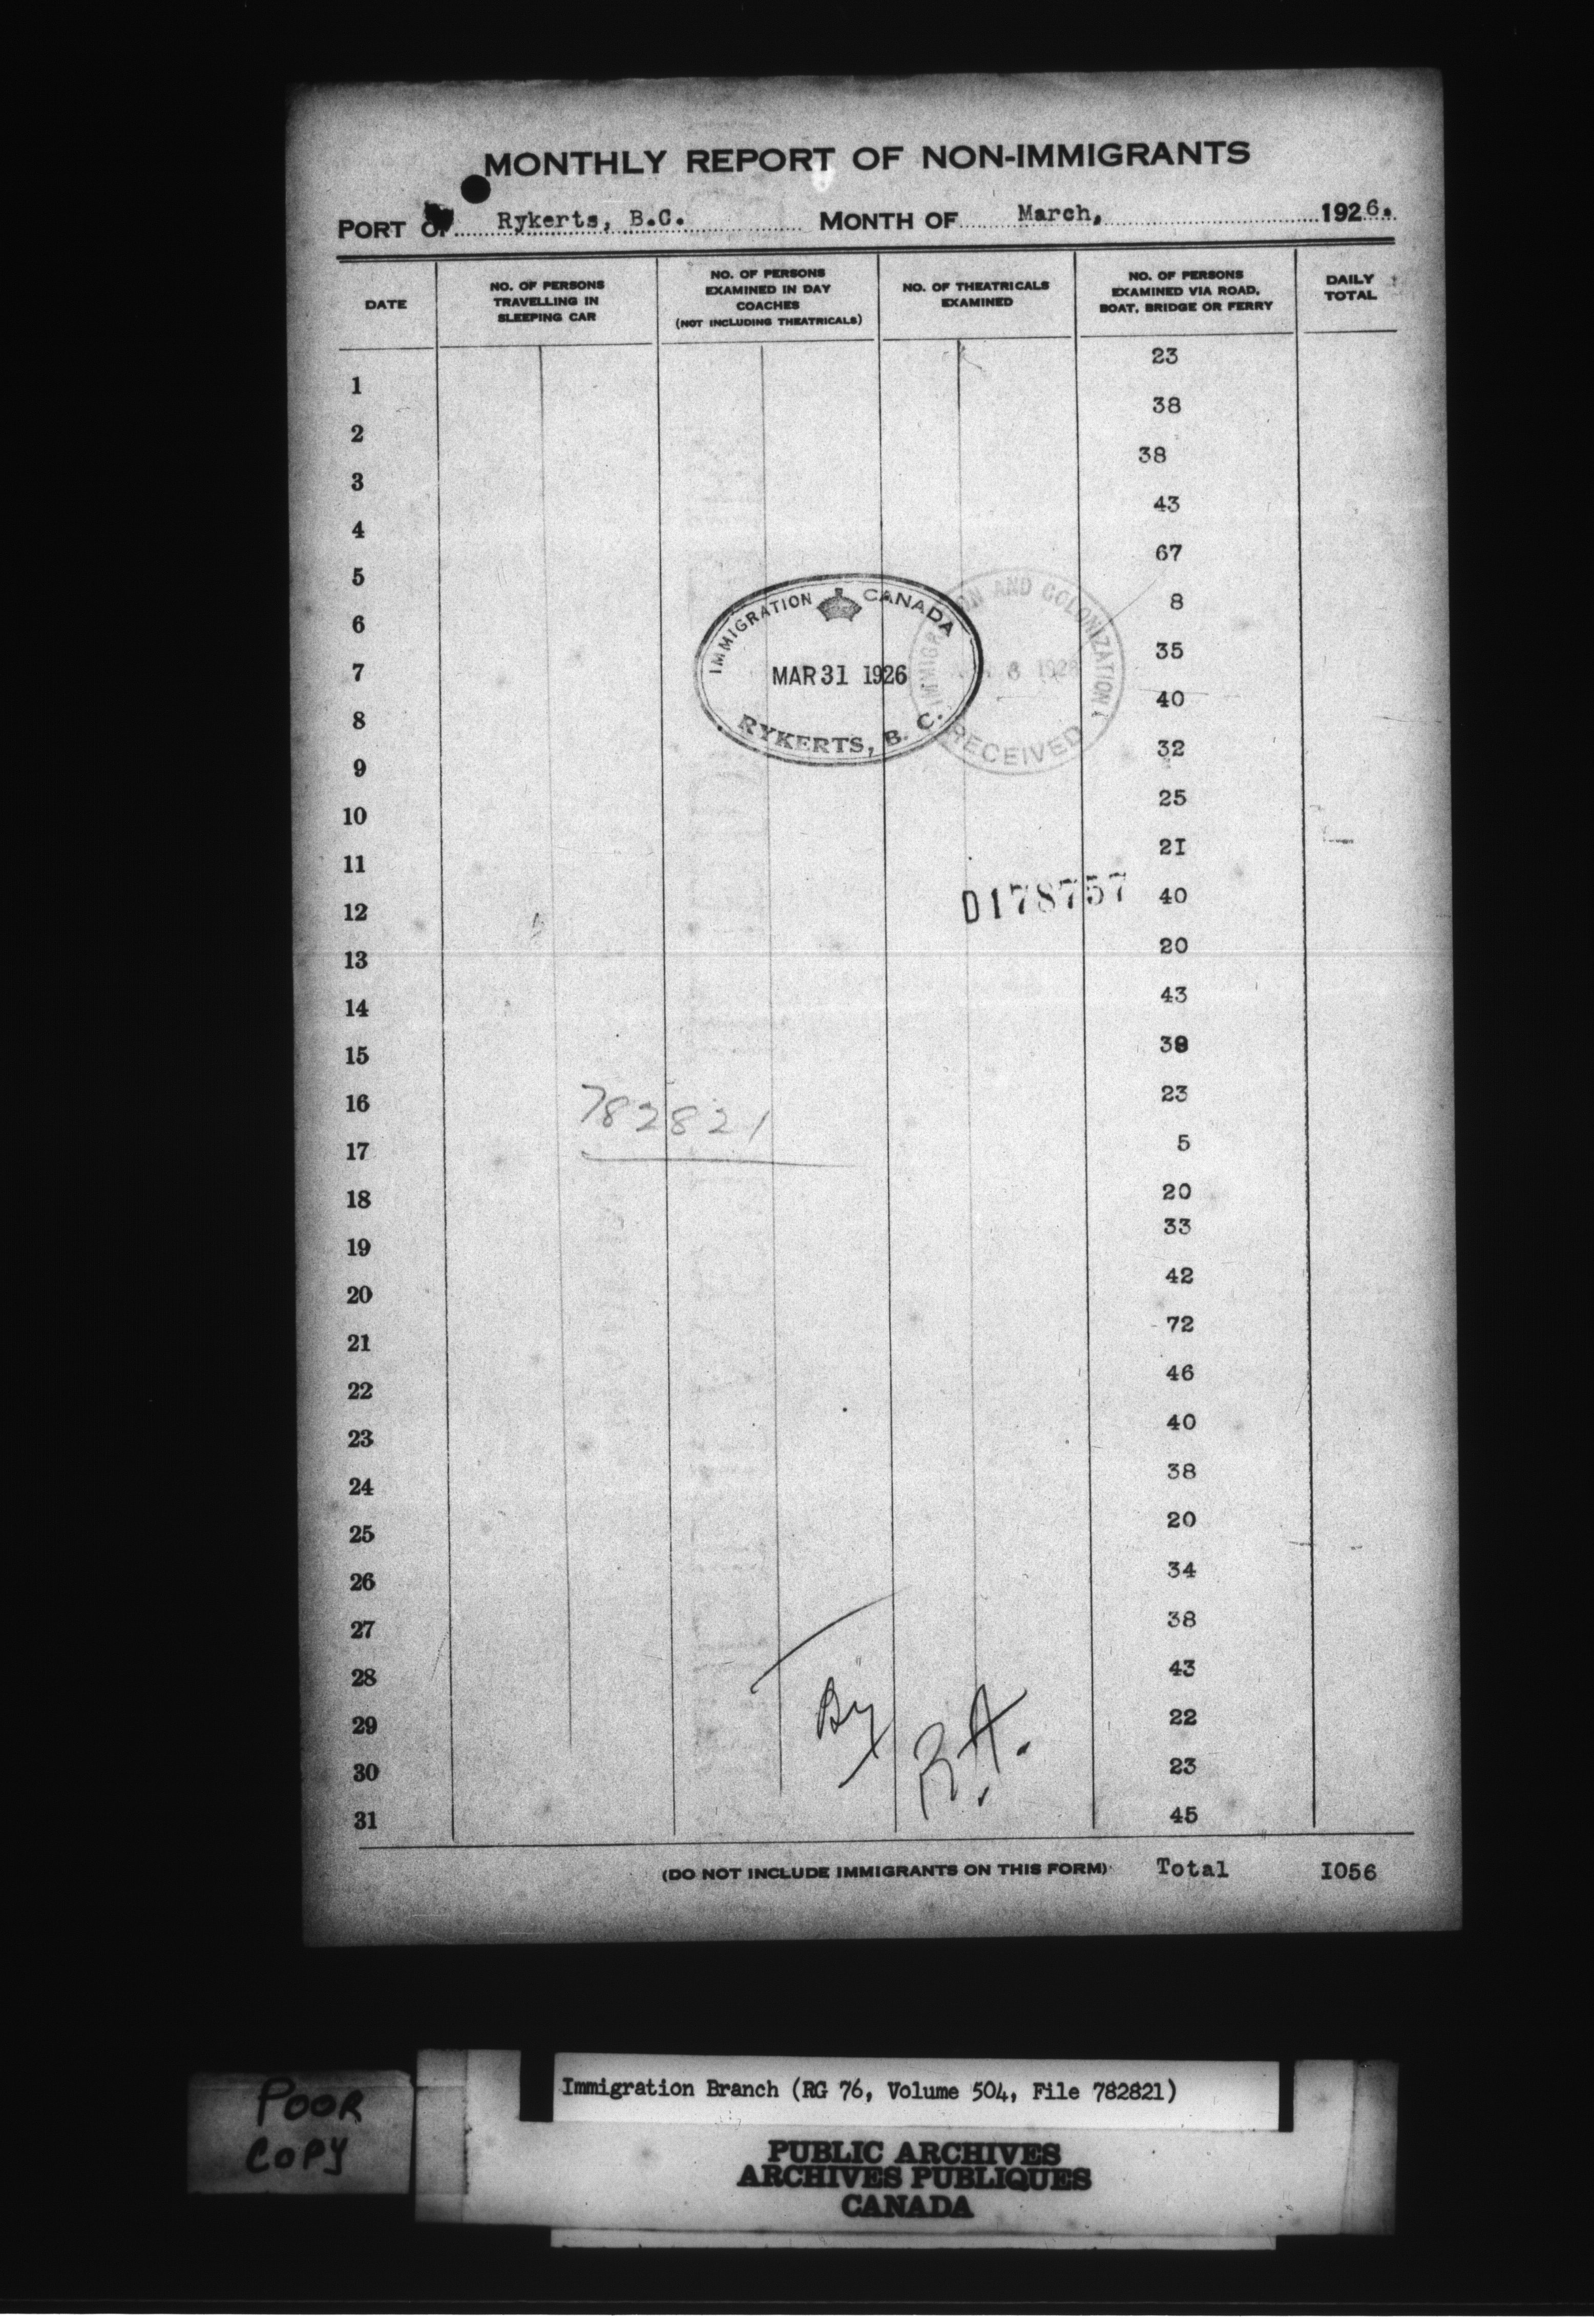 MONTHLY REPORT OF NON-IMMIGRANTS
PORT OF Rykerts, B.C. MONTH OF March, 1926.
DATE
NO. OF PERSONS TRAVELLING IN SLEEPING CAR
NO. OF PERSONS EXAMINED IN DAY COACHES (NOT INCLUDING THEATRICALS)
NO. OF THEATRICALS EXAMINED
NO. OF PERSONS EXAMINED VIA ROAD, BOAT, BRIDGE OR FERRY
DAILY TOTAL
1 23
2 38
3 38
4 43
5 67
6 8
7 35
8 40
9 32
10 25
11 2I
12 40
13 20
14 43
15
16 23
17 5
18 20
19 33
20 42
21 72
22 46
23 40
24 38
25 20
26 34
27 38
28 43
29 22
30 23
31 45
IMMIGRATION CANADA
MAR 31 1926
RYKERTS, B. C.
AND COLONIZATION
RECEIVED
D178757
782821
By
R.A.
(DO NOT INCLUDE IMMIGRANTS ON THIS FORM) Total I056
POOR
COPY
Immigration Branch (RG 76, Volume 504, File 782821)
PUBLIC ARCHIVES
ARCHIVES PUBLIQUES
CANADA